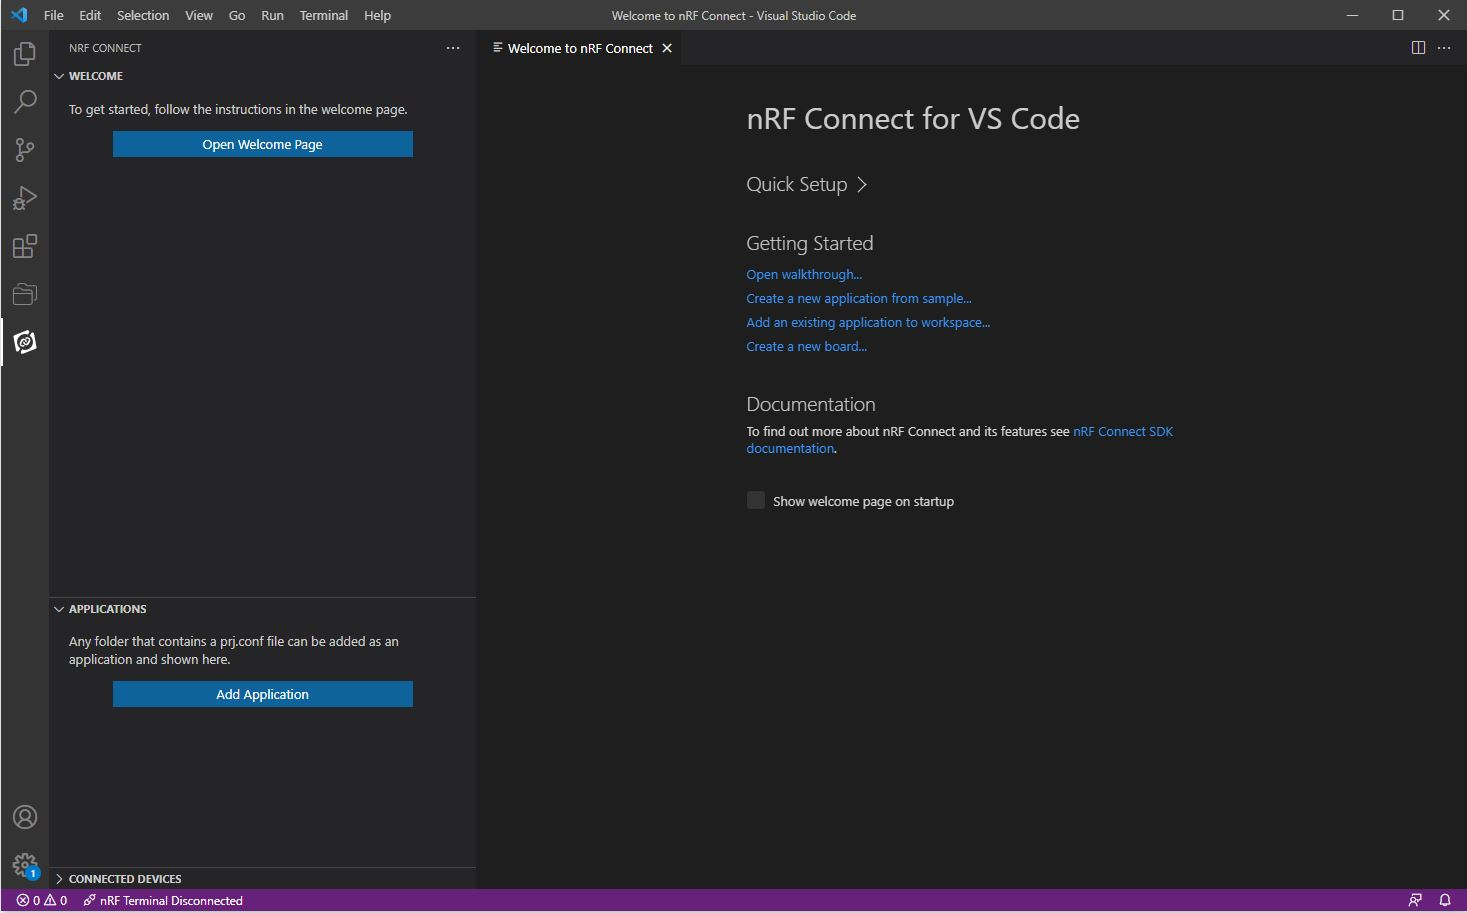 File Edit Selection View Go Run Terminal Help
Welcome to nRF Connect - Visual Studio Code
NRF CONNECT
WELCOME
To get started, follow the instructions in the welcome page.
Open Welcome Page
APPLICATIONS
Any folder that contains a prj.conf file can be added as an
application and shown here.
Add Application
CONNECTED DEVICES
Welcome to nRF Connect
nRF Connect for VS Code
Quick Setup
Getting Started
Open walkthrough...
Create a new application from sample...
Add an existing application to workspace...
Create a new board...
Documentation
To find out more about nRF Connect and its features see nRF Connect SDK
documentation.
Show welcome page on startup
1
0 0 nRF Terminal Disconnected